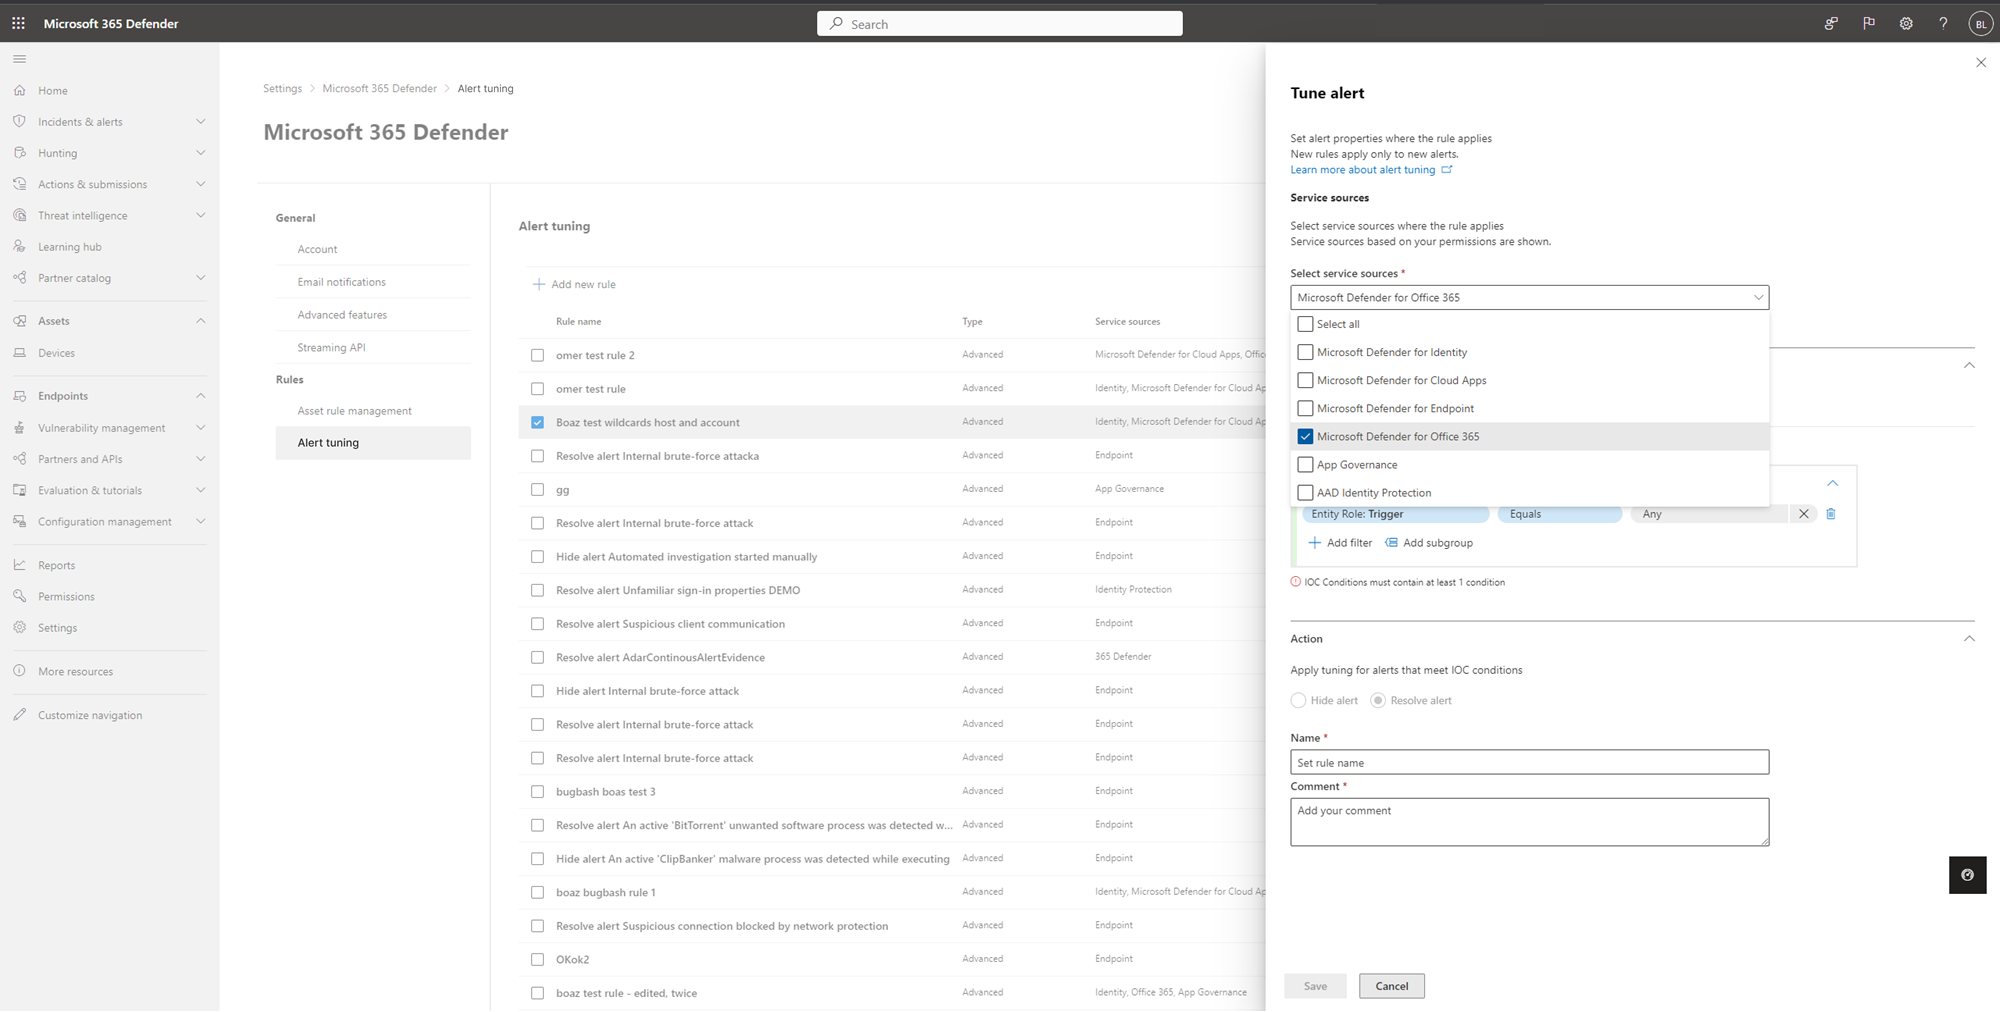 Microsoft 365 Defender
Search
BL
Home
Incidents & alerts
Hunting
Actions & submissions
Threat intelligence
Learning hub
Partner catalog
Assets
Devices
Endpoints
Vulnerability management
Partners and APIs
Evaluation & tutorials
Configuration management
Reports
Permissions
Settings
More resources
Customize navigation
Settings > Microsoft 365 Defender > Alert tuning
Microsoft 365 Defender
General
Account
Email notifications
Advanced features
Streaming API
Rules
Asset rule management
Alert tuning
Alert tuning
Add new rule
Rule name Type Service sources
omer test rule 2 Advanced Microsoft Defender for Cloud Apps, Offic
omer test rule Advanced Identity, Microsoft Defender for Cloud Ap
Boaz test wildcards host and account Advanced Identity, Microsoft Defender for Cloud Ap
Resolve alert Internal brute-force attacka Advanced Endpoint
gg Advanced App Governance
Resolve alert Internal brute-force attack Advanced Endpoint
Hide alert Automated investigation started manually Advanced Endpoint
Resolve alert Unfamiliar sign-in properties DEMO Advanced Identity Protection
Resolve alert Suspicious client communication Advanced Endpoint
Resolve alert AdarContinousAlertEvidence Advanced 365 Defender
Hide alert Internal brute-force attack Advanced Endpoint
Resolve alert Internal brute-force attack Advanced Endpoint
Resolve alert Internal brute-force attack Advanced Endpoint
bugbash boas test 3 Advanced Endpoint
Resolve alert An active 'BitTorrent' unwanted software process was detected w... Advanced Endpoint
Hide alert An active 'ClipBanker' malware process was detected while executing Advanced Endpoint
boaz bugbash rule 1 Advanced Identity, Microsoft Defender for Cloud Ap
Resolve alert Suspicious connection blocked by network protection Advanced Endpoint
OKok2 Advanced Endpoint
boaz test rule - edited, twice Advanced Identity, Office 365, App Governance
Tune alert
Set alert properties where the rule applies
New rules apply only to new alerts.
Learn more about alert tuning
Service sources
Select service sources where the rule applies
Service sources based on your permissions are shown.
Select service sources *
Microsoft Defender for Office 365
Select all
Microsoft Defender for Identity
Microsoft Defender for Cloud Apps
Microsoft Defender for Endpoint
Microsoft Defender for Office 365
App Governance
AAD Identity Protection
Entity Role: Trigger Equals Any
Add filter Add subgroup
IOC Conditions must contain at least 1 condition
Action
Apply tuning for alerts that meet IOC conditions
Hide alert Resolve alert
Name *
Set rule name
Comment *
Add your comment
Save Cancel